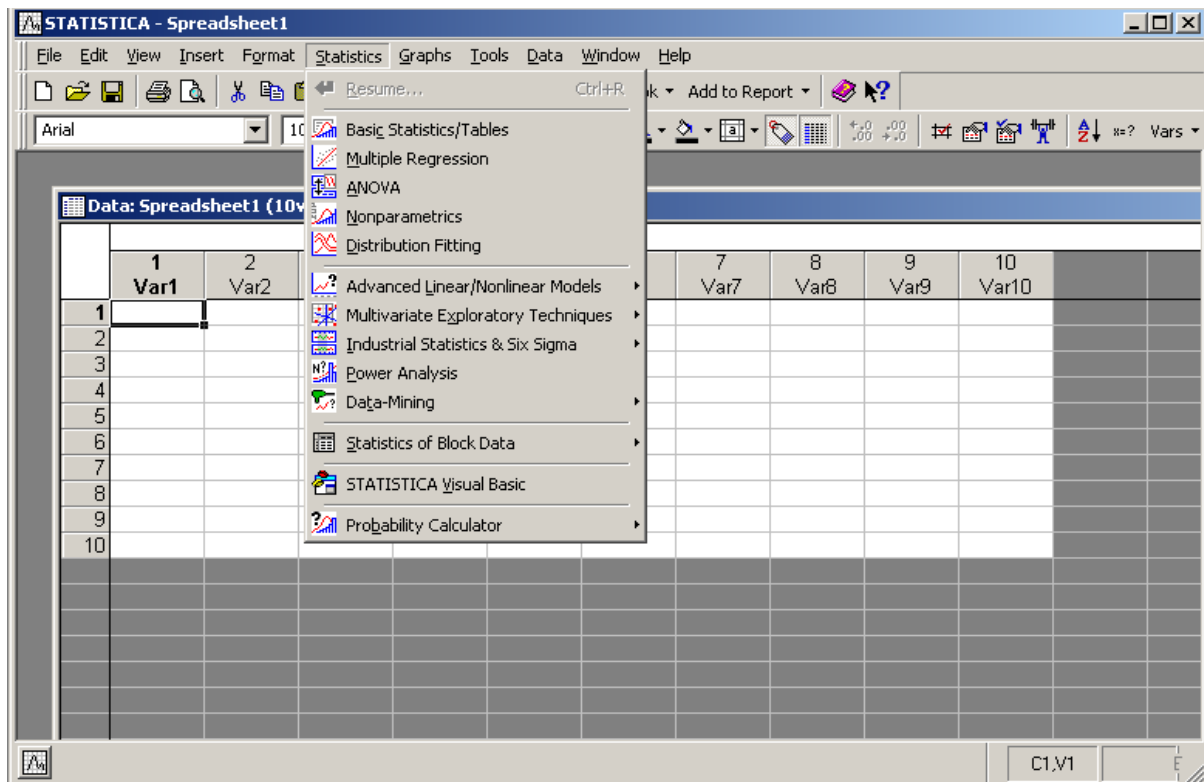 STATISTICA - Spreadsheet1
File Edit View Insert Format Statistics Graphs Tools Data Window Help
Resume... Ctrl+R
Add to Report
Arial 10
x=? Vars
Basic Statistics/Tables
Multiple Regression
ANOVA
Nonparametrics
Distribution Fitting
Advanced Linear/Nonlinear Models
Multivariate Exploratory Techniques
Industrial Statistics & Six Sigma
Power Analysis
Data-Mining
Statistics of Block Data
STATISTICA Visual Basic
Probability Calculator
Data: Spreadsheet1 (10v
1 2 7 8 9 10
Var1 Var2 Var7 Var8 Var9 Var10
1
2
3
4
5
6
7
8
9
10
C1,V1